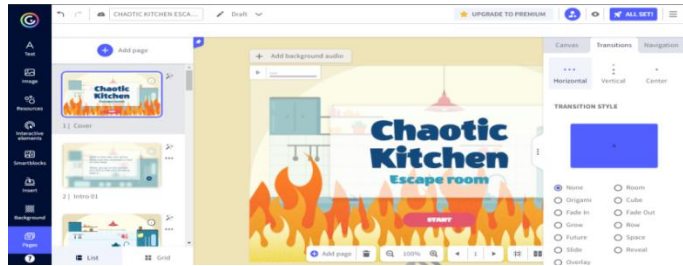 CHAOTIC KITCHEN ESCA...
Draft
UPGRADE TO PREMIUM
ALL SET!
Text
Image
Resources
Interactive elements
Smartblocks
Insert
Background
Pages
Add page
Chaotic
Kitchen
1 | Cover
2 | Intro 01
List
Grid
Add background audio
Chaotic
Kitchen
Escape room
START
Add page
100%
1
Canvas
Transitions
Navigation
Horizontal
Vertical
Center
TRANSITION STYLE
None
Room
Origami
Cube
Fade In
Fade Out
Grow
Row
Future
Space
Slide
Reveal
Overlay